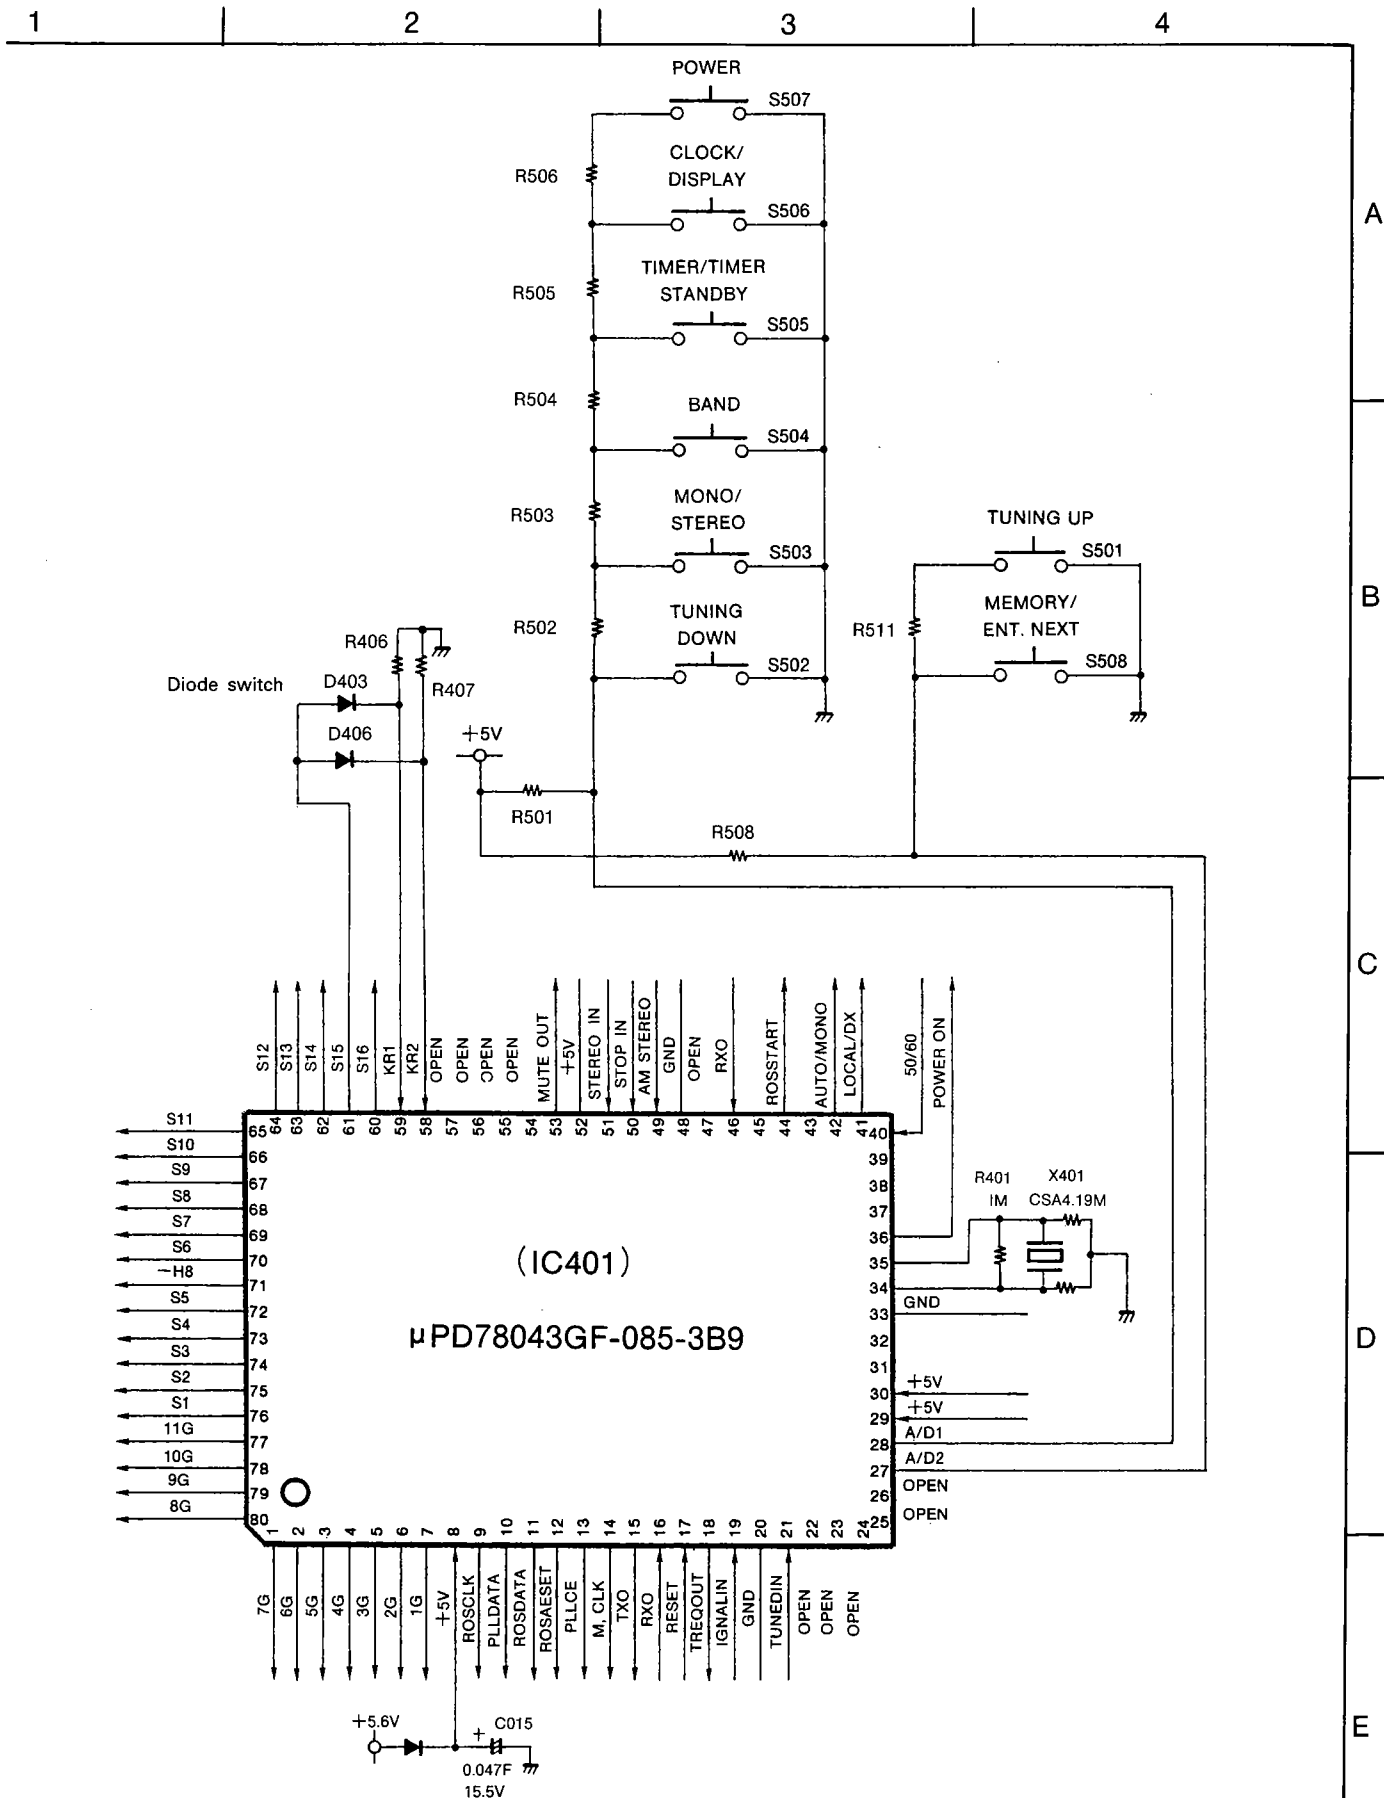 1 2 3 4
POWER
S507
CLOCK/
DISPLAY
R506
S506
A
TIMER/TIMER
STANDBY
R505
S505
R504
BAND
S504
MONO/
STEREO
R503
S503
TUNING UP
S501
TUNING
DOWN
R502
S502
MEMORY/
ENT. NEXT
R511
S508
B
R406
R407
Diode switch
D403
D406
+5V
R501
R508
C
S12
S13
S14
S15
S16
KR1
KR2
OPEN
OPEN
OPEN
OPEN
MUTE OUT
+5V
STEREO IN
STOP IN
AM STEREO
GND
OPEN
RXO
ROSSTART
AUTO/MONO
LOCAL/DX
50/60
POWER ON
64 63 62 61 60 59 58 57 56 55 54 53 52 51 50 49 48 47 46 45 44 43 42 41
S11 65
S10 66
S9 67
S8 68
S7 69
S6 70
–H8 71
S5 72
S4 73
S3 74
S2 75
S1 76
11G 77
10G 78
9G 79
8G 80
(IC401)
μPD78043GF-085-3B9
40
39
38
37
36
35
34
33 GND
32
31
30 +5V
29 +5V
28 A/D1
27 A/D2
26 OPEN
25 OPEN
R401
IM
X401
CSA4.19M
D
1 2 3 4 5 6 7 8 9 10 11 12 13 14 15 16 17 18 19 20 21 22 23 24
7G
6G
5G
4G
3G
2G
1G
+5V
ROSCLK
PLLDATA
ROSDATA
ROSAESET
PLLCE
M, CLK
TXO
RXO
RESET
TREQOUT
IGNALIN
GND
TUNEDIN
OPEN
OPEN
OPEN
E
+5.6V
+ C015
0.047F
15.5V